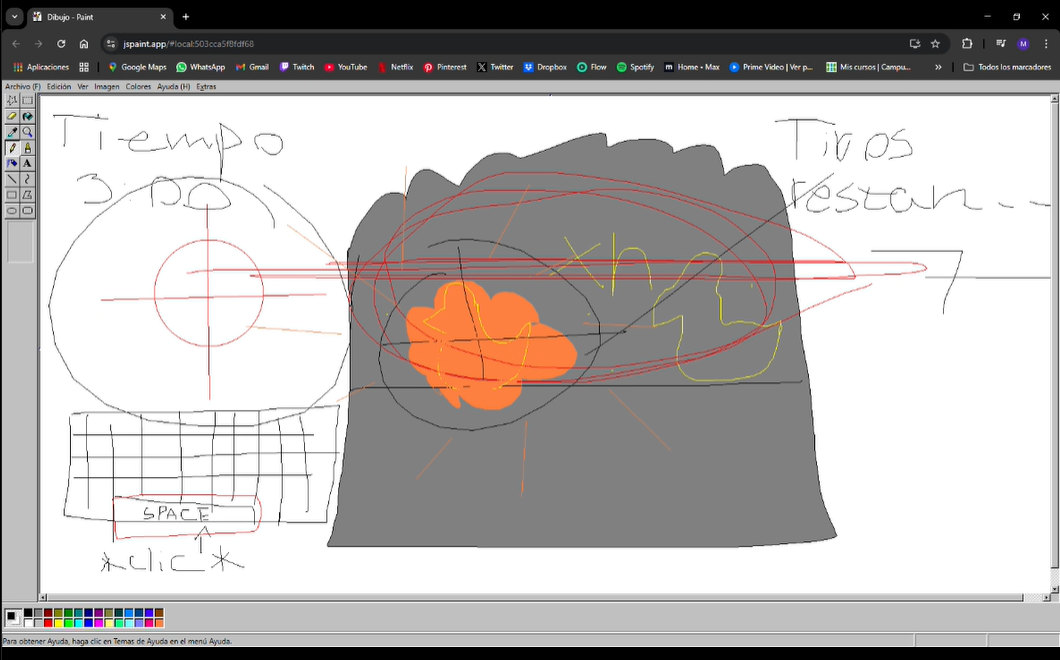 Dibujo - Paint
jspaint.app/#local:503cca5f8fdf68
M
Aplicaciones
Google Maps
WhatsApp
Gmail
Twitch
YouTube
Netflix
Pinterest
Twitter
Dropbox
Flow
Spotify
Home • Max
Prime Video | Ver p...
Mis cursos | Campu...
»
Todos los marcadores
Archivo (F) Edición Ver Imagen Colores Ayuda (H) Extras
Tiempo
3:00
Tiros
restan...
7
SPACE
*clic*
Para obtener Ayuda, haga clic en Temas de Ayuda en el menú Ayuda.